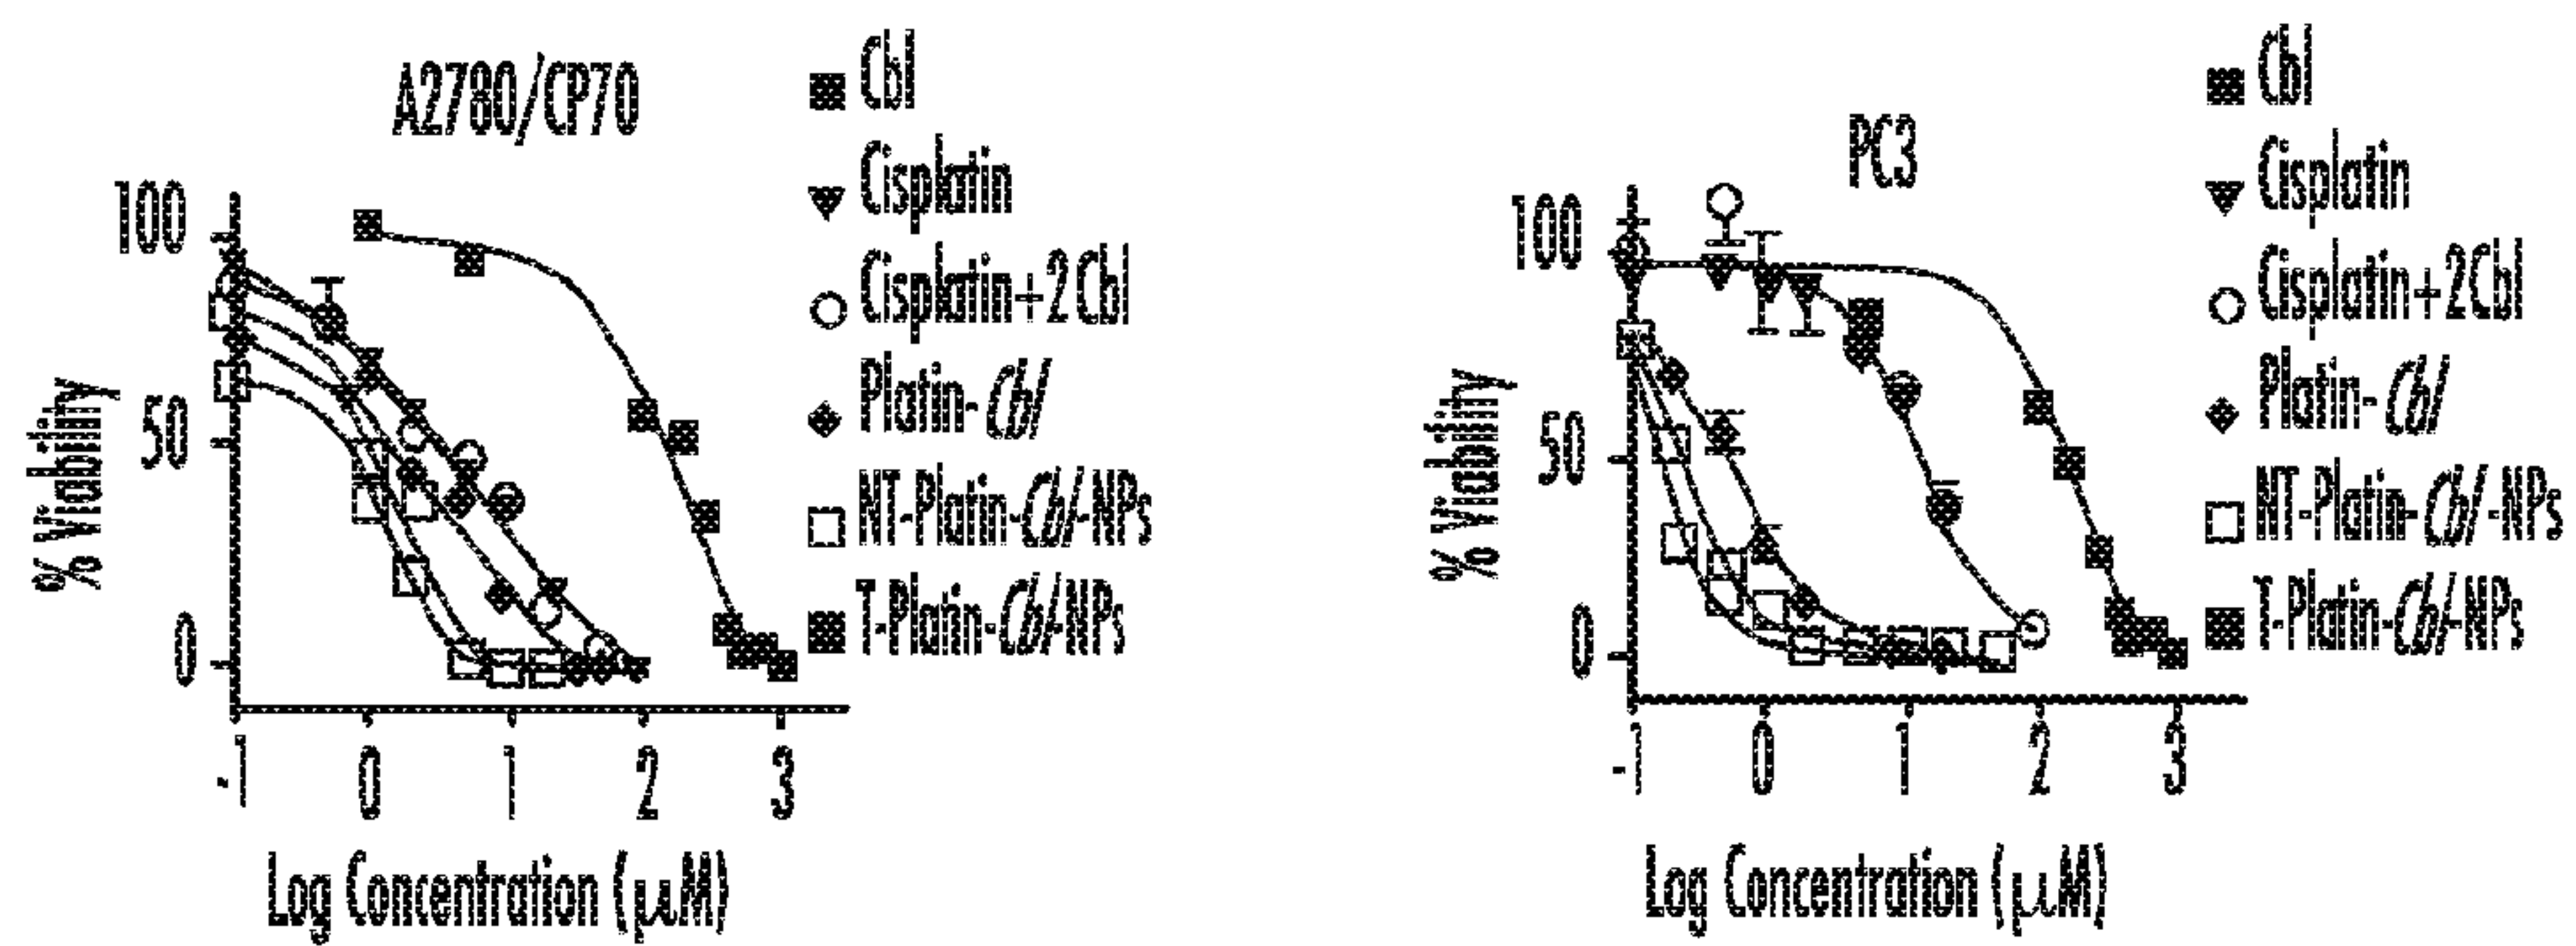 A2780/CP70
Cbl
Cisplatin
Cisplatin+2 Cbl
Platin-Cbl
NT-Platin-Cbl-NPs
T-Platin-Cbl-NPs
100
50
0
% Viability
-1 0 1 2 3
Log Concentration (μM)
PC3
Cbl
Cisplatin
Cisplatin+2Cbl
Platin-Cbl
NT-Platin-Cbl-NPs
T-Platin-Cbl-NPs
100
50
0
% Viability
-1 0 1 2 3
Log Concentration (μM)